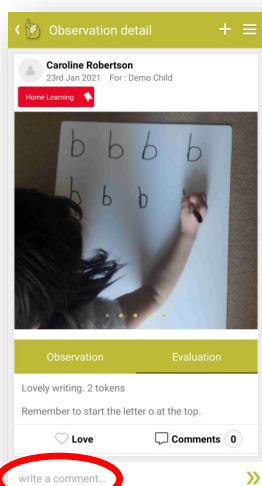 Observation detail
Caroline Robertson
23rd Jan 2021 For : Demo Child
Home Learning
b b b b
b b b
Observation Evaluation
Lovely writing. 2 tokens
Remember to start the letter o at the top.
Love Comments 0
write a comment...